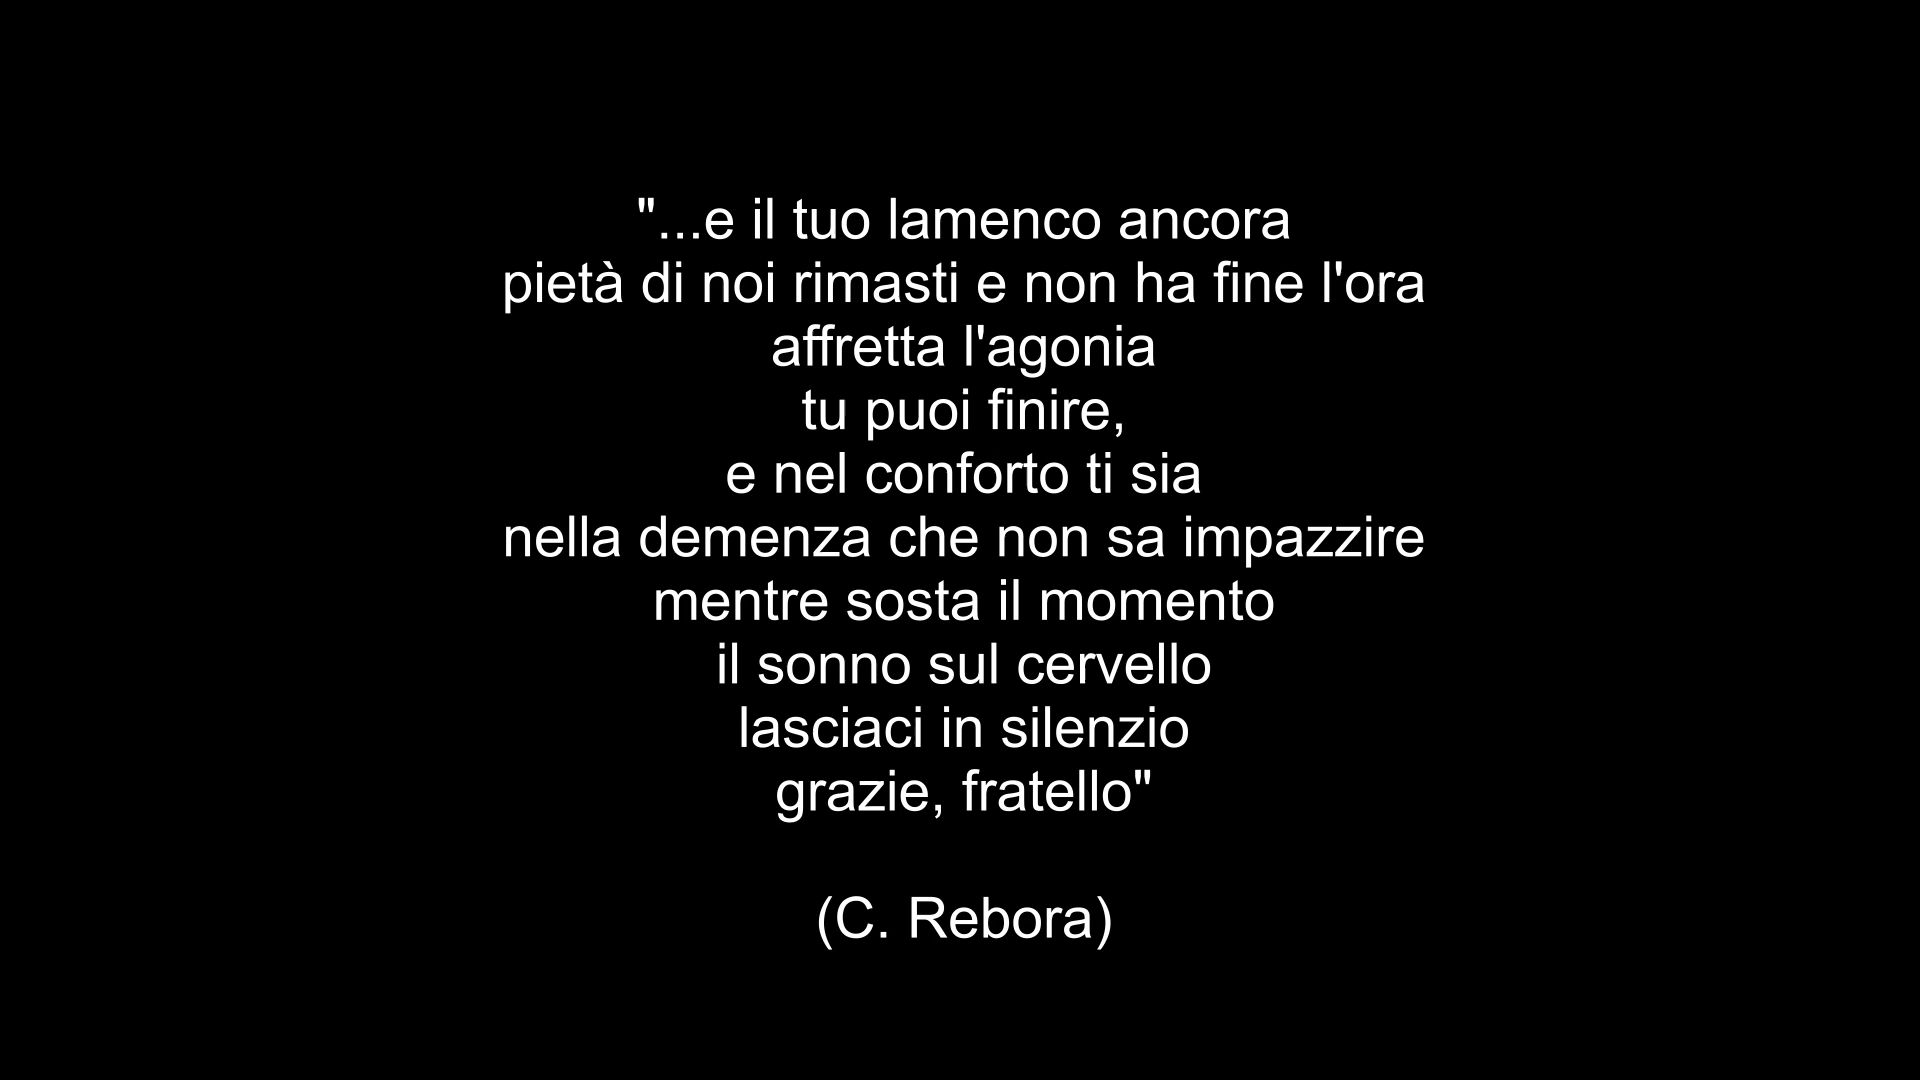 "...e il tuo lamenco ancora
pietà di noi rimasti e non ha fine l'ora
affretta l'agonia
tu puoi finire,
e nel conforto ti sia
nella demenza che non sa impazzire
mentre sosta il momento
il sonno sul cervello
lasciaci in silenzio
grazie, fratello"
(C. Rebora)